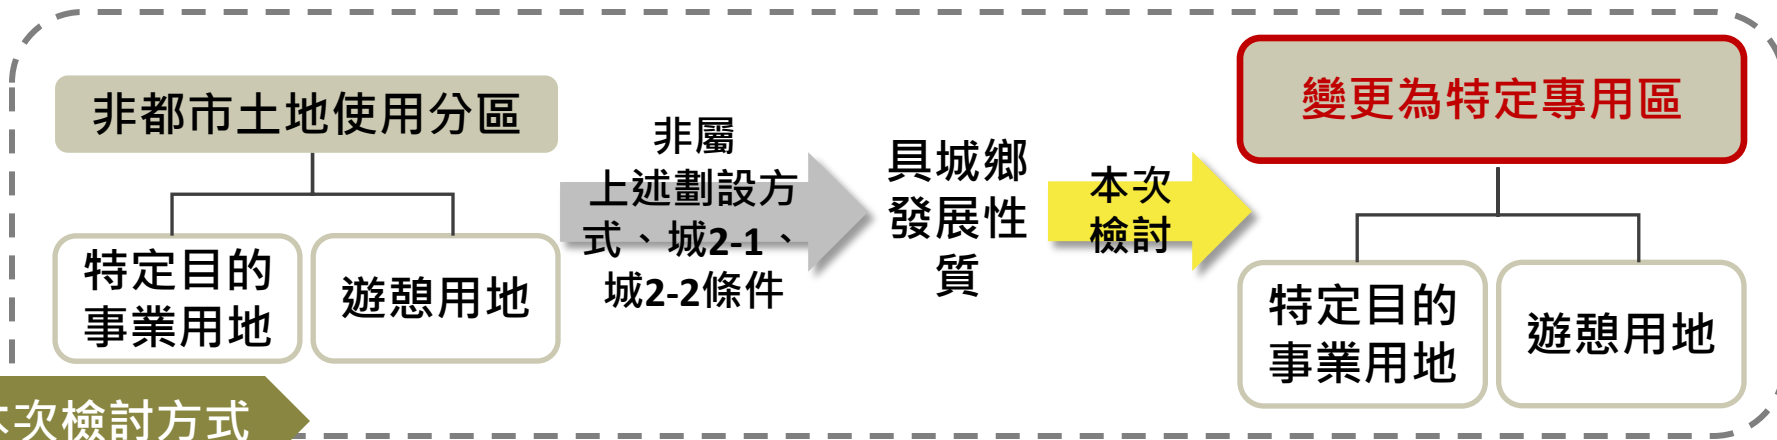 非都市土地使用分區
特定目的
事業用地
遊憩用地
非屬
上述劃設方
式、城2-1、
城2-2條件
具城鄉
發展性
質
本次
檢討
變更為特定專用區
特定目的
事業用地
遊憩用地
本次檢討方式